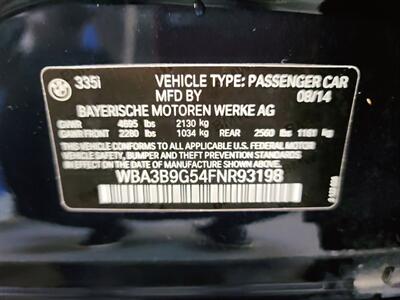 335i VEHICLE TYPE: PASSENGER CAR
MFD BY 08/14
BAYERISCHE MOTOREN WERKE AG
GVWR 4695 lbs 2130 kg
GAWR FRONT 2280 lbs 1034 kg REAR 2560 lbs 1161 kg
THIS VEHICLE CONFORMS TO ALL APPLICABLE U.S. FEDERAL MOTOR
VEHICLE SAFETY, BUMPER AND THEFT PREVENTION STANDARDS
IN EFFECT ON THE DATE OF MANUFACTURE SHOWN ABOVE.
WBA3B9G54FNR93198